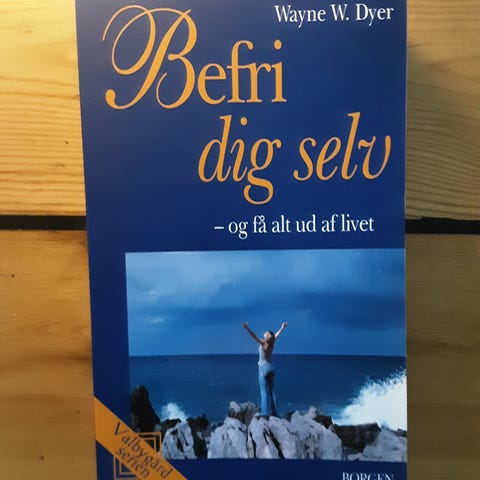 Wayne W. Dyer
Befri
dig selv
– og få alt ud af livet
Valbygård
serien
BORGEN